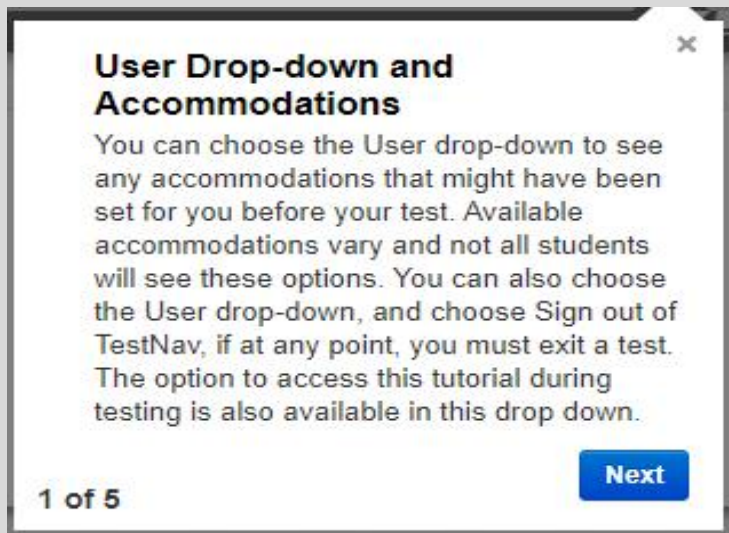 User Drop-down and
Accommodations
You can choose the User drop-down to see
any accommodations that might have been
set for you before your test. Available
accommodations vary and not all students
will see these options. You can also choose
the User drop-down, and choose Sign out of
TestNav, if at any point, you must exit a test.
The option to access this tutorial during
testing is also available in this drop down.
Next
1 of 5